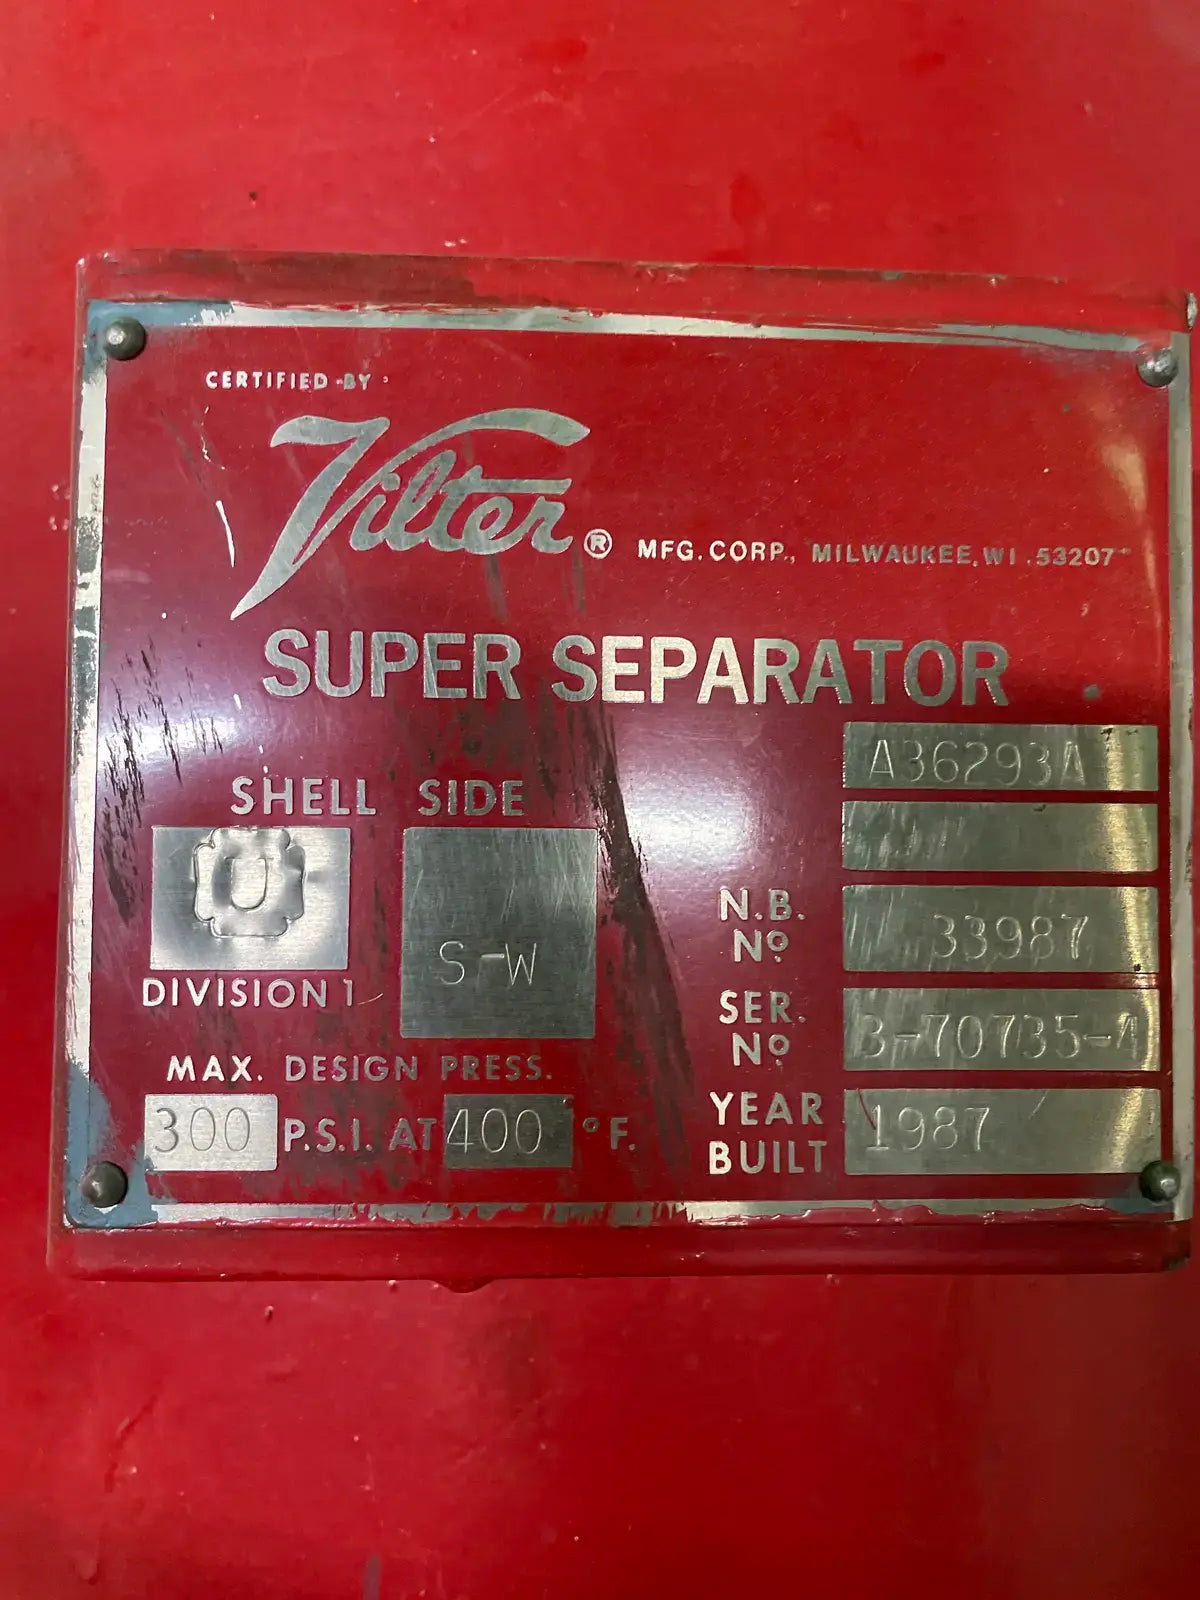 CERTIFIED BY
Vilter® MFG. CORP., MILWAUKEE, WI. 53207
SUPER SEPARATOR
A36293A
SHELL SIDE
U
S-W
DIVISION 1
N.B. Nº 33987
SER. Nº 3-70735-4
MAX. DESIGN PRESS.
300 P.S.I. AT 400 °F.
YEAR BUILT 1987